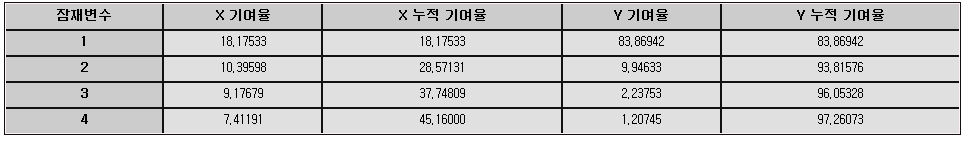 잠재변수 X 기여율 X 누적 기여율 Y 기여율 Y 누적 기여율
1 18.17533 18.17533 83.86942 83.86942
2 10.39598 28.57131 9.94633 93.81576
3 9.17679 37.74809 2.23753 96.05328
4 7.41191 45.16000 1.20745 97.26073